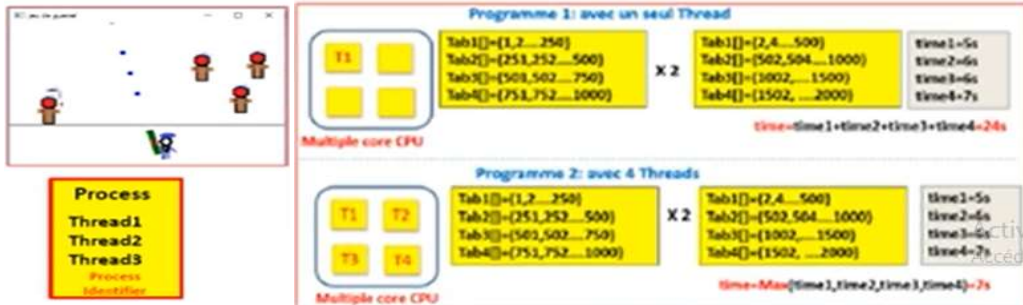 jeu de guerre
Process
Thread1
Thread2
Thread3
Process
Identifier
Programme 1: avec un seul Thread
T1
Multiple core CPU
Tab1[]={1,2....250}
Tab2[]={251,252....500}
Tab3[]={501,502....750}
Tab4[]={751,752....1000}
X 2
Tab1[]={2,4....500}
Tab2[]={502,504....1000}
Tab3[]={1002,....1500}
Tab4[]={1502, ....2000}
time1=5s
time2=6s
time3=6s
time4=7s
time=time1+time2+time3+time4=24s
Programme 2: avec 4 Threads
T1 T2
T3 T4
Multiple core CPU
Tab1[]={1,2....250}
Tab2[]={251,252....500}
Tab3[]={501,502....750}
Tab4[]={751,752....1000}
X 2
Tab1[]={2,4....500}
Tab2[]={502,504....1000}
Tab3[]={1002,....1500}
Tab4[]={1502, ....2000}
time1=5s
time2=6s
time3=6s
time4=7s
time=Max(time1,time2,time3,time4)=7s